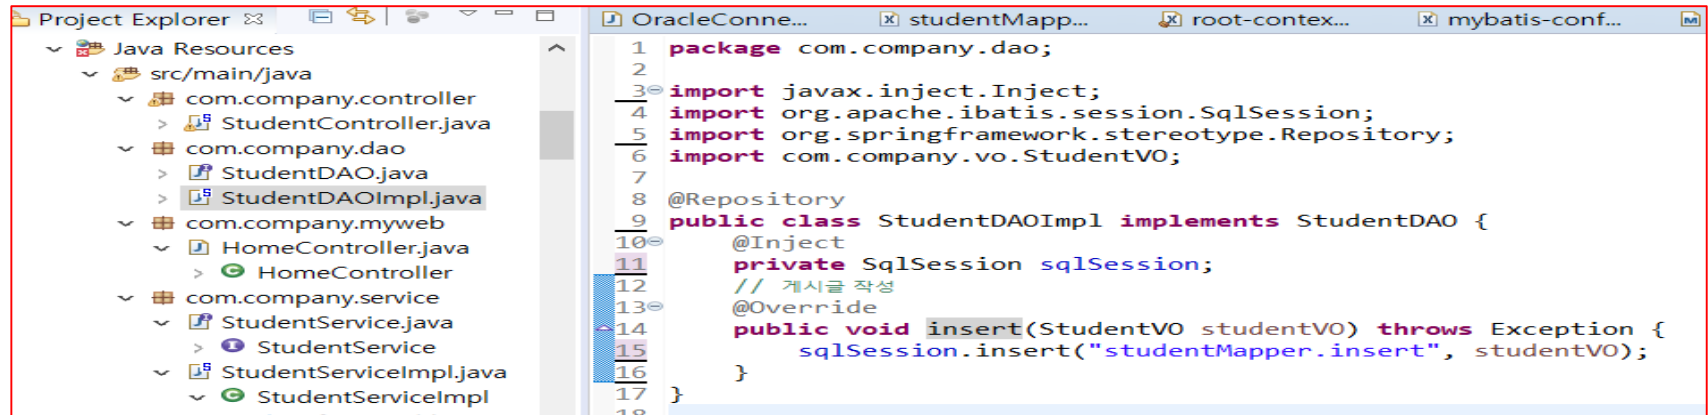 Project Explorer
Java Resources
src/main/java
com.company.controller
StudentController.java
com.company.dao
StudentDAO.java
StudentDAOImpl.java
com.company.myweb
HomeController.java
HomeController
com.company.service
StudentService.java
StudentService
StudentServiceImpl.java
StudentServiceImpl
OracleConne... studentMapp... root-contex... mybatis-conf...
1 package com.company.dao;
2
3 import javax.inject.Inject;
4 import org.apache.ibatis.session.SqlSession;
5 import org.springframework.stereotype.Repository;
6 import com.company.vo.StudentVO;
7
8 @Repository
9 public class StudentDAOImpl implements StudentDAO {
10 @Inject
11 private SqlSession sqlSession;
12 // 게시글 작성
13 @Override
14 public void insert(StudentVO studentVO) throws Exception {
15 sqlSession.insert("studentMapper.insert", studentVO);
16 }
17 }
18